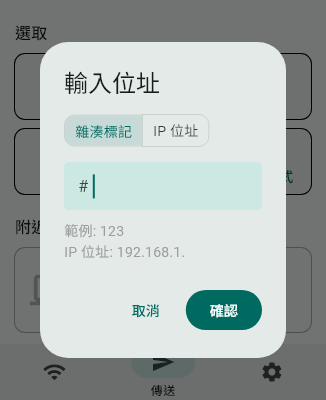 選取
輸入位址
雜湊標記
IP 位址
#
範例: 123
IP 位址: 192.168.1.
附近
取消
確認
傳送